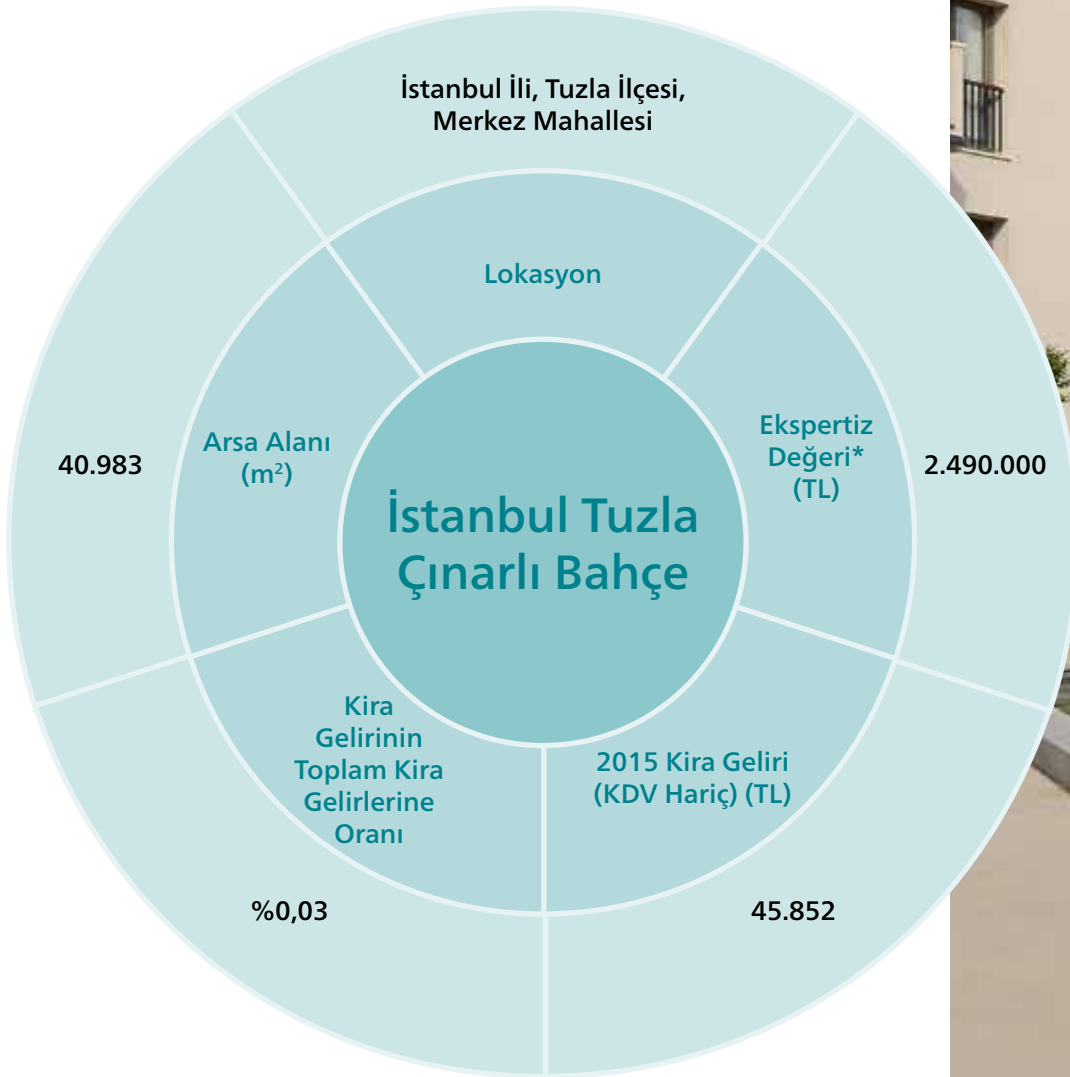 İstanbul İli, Tuzla İlçesi,
Merkez Mahallesi
Lokasyon
Ekspertiz
Değeri*
(TL)
2.490.000
2015 Kira Geliri
(KDV Hariç) (TL)
45.852
Kira
Gelirinin
Toplam Kira
Gelirlerine
Oranı
%0,03
Arsa Alanı
(m²)
40.983
İstanbul Tuzla
Çınarlı Bahçe